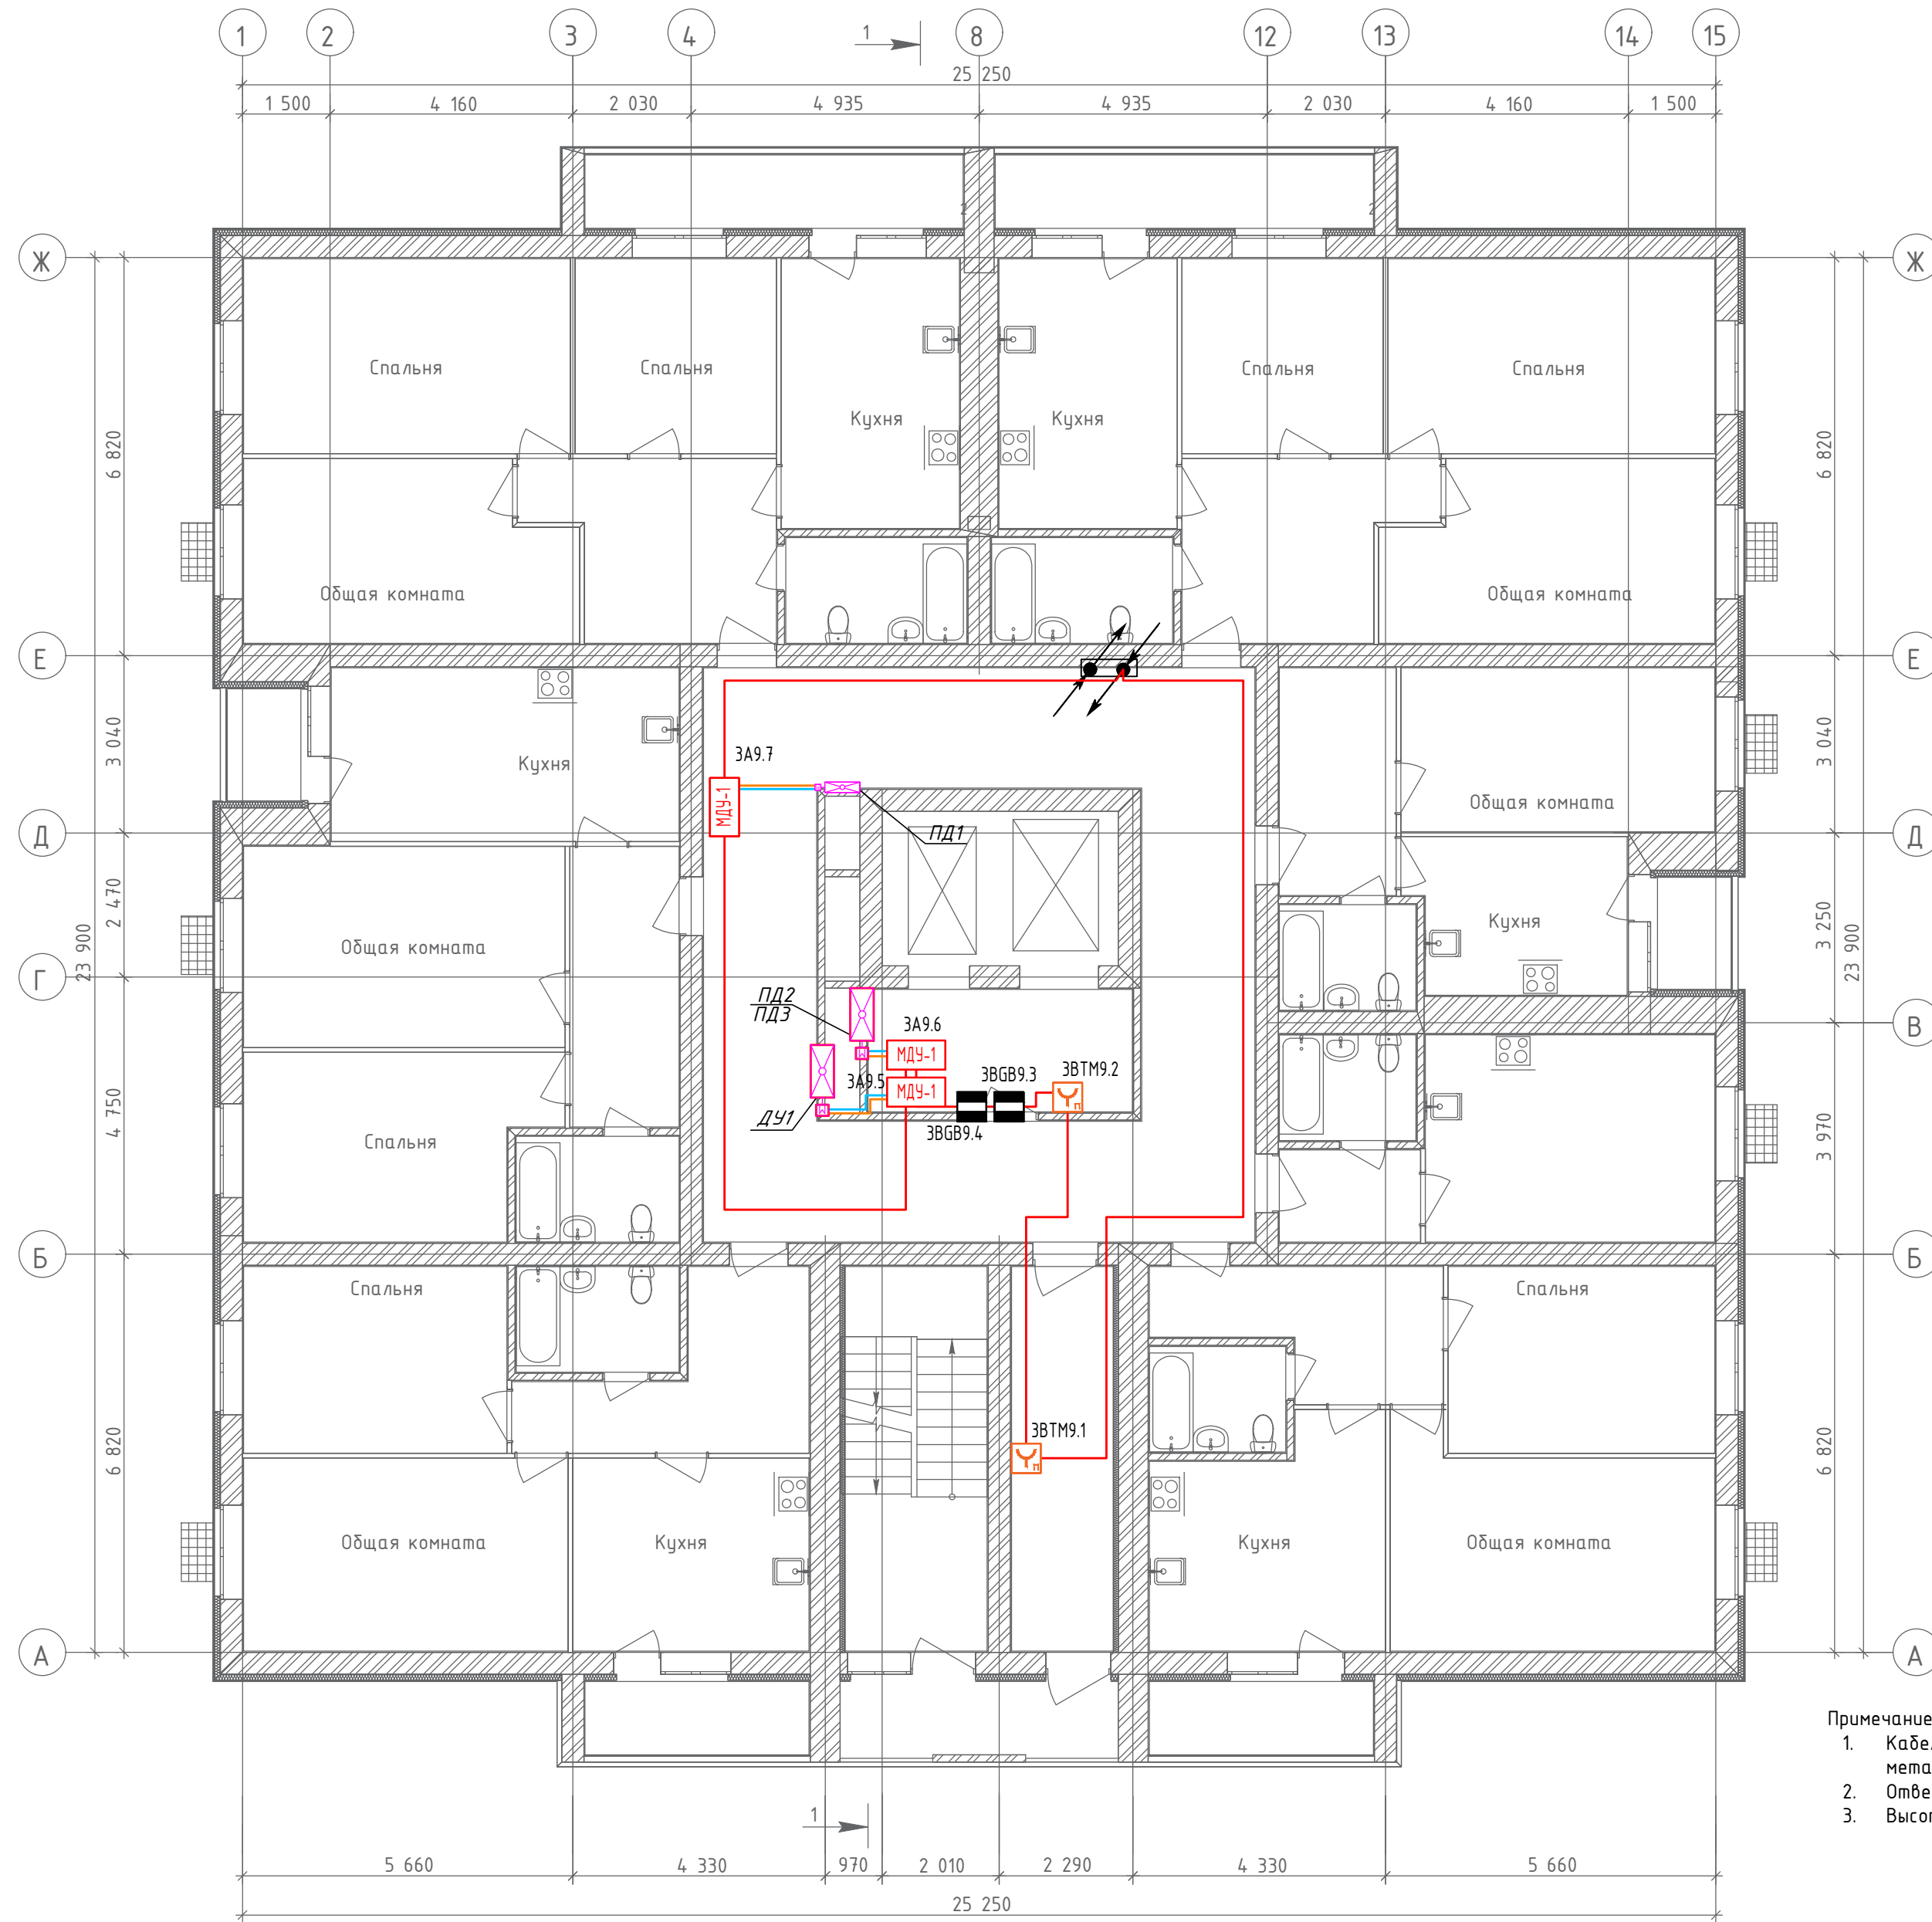 1 2 3 4 8 12 13 14 15
1
25 250
1 500 4 160 2 030 4 935 4 935 2 030 4 160 1 500
2 2
Ж Ж
Спальня Спальня Спальня Спальня
Кухня Кухня
6 820 6 820
Общая комната Общая комната
Е Е
3 040 3 040
Кухня
3А9.7
МДУ-1
Общая комната
ПД1
Д Д
2 470
Общая комната
Кухня
3 250
23 900 23 900
Г
ПД2
ПД3
3А9.6
МДУ-1
В
3А9.5
МДУ-1
3BGB9.3
3BTM9.2
п
ДУ1
3BGB9.4
4 750
Спальня
3 970
Б Б
Спальня Спальня
3BTM9.1
п
6 820 6 820
Общая комната Кухня Кухня Общая комната
А А
1
5 660 4 330 970 2 010 2 290 4 330 5 660
25 250
Примечание
1.
2.
3.